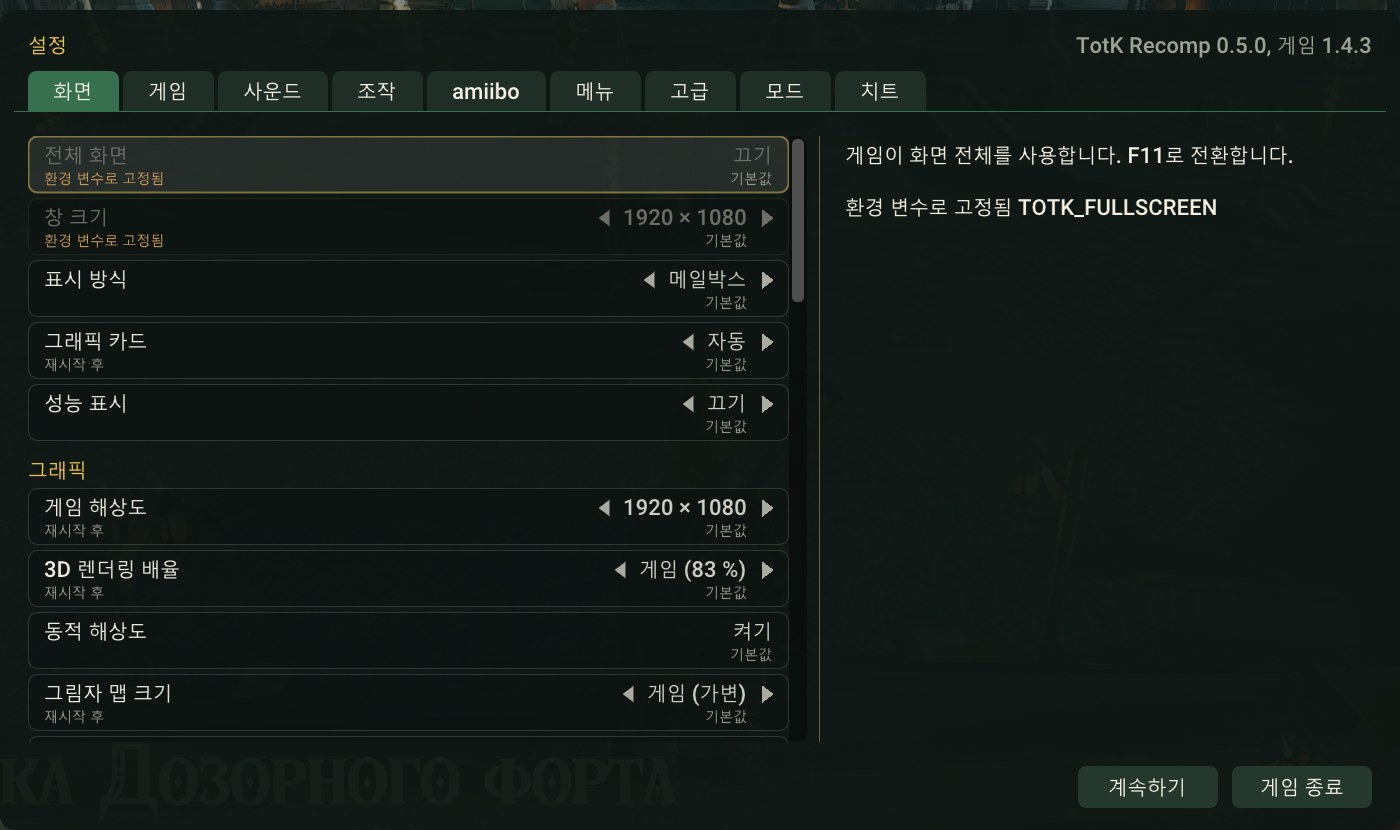 설정
TotK Recomp 0.5.0, 게임 1.4.3
화면 게임 사운드 조작 amiibo 메뉴 고급 모드 치트
전체 화면 끄기
환경 변수로 고정됨 기본값
창 크기 1920 × 1080
환경 변수로 고정됨 기본값
표시 방식 메일박스
기본값
그래픽 카드 자동
재시작 후 기본값
성능 표시 끄기
기본값
그래픽
게임 해상도 1920 × 1080
재시작 후 기본값
3D 렌더링 배율 게임 (83 %)
재시작 후 기본값
동적 해상도 켜기
기본값
그림자 맵 크기 게임 (가변)
재시작 후 기본값
게임이 화면 전체를 사용합니다. F11로 전환합니다.
환경 변수로 고정됨 TOTK_FULLSCREEN
ка Дозорного форта
계속하기 게임 종료